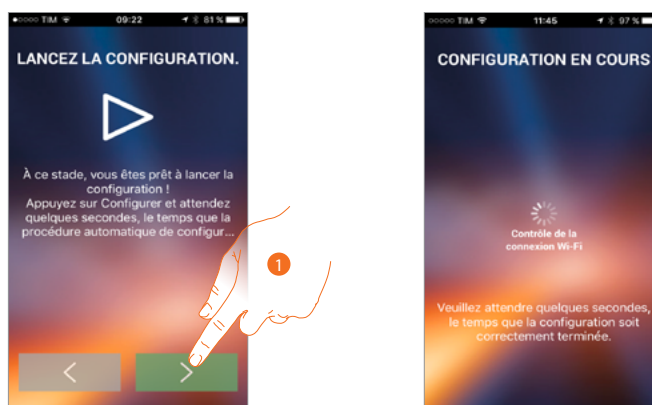 TIM 09:22 81 %
LANCEZ LA CONFIGURATION.
À ce stade, vous êtes prêt à lancer la
configuration !
Appuyez sur Configurer et attendez
quelques secondes, le temps que la
procédure automatique de configur...
1
TIM 11:45 97 %
CONFIGURATION EN COURS
Contrôle de la
connexion Wi-Fi
Veuillez attendre quelques secondes,
le temps que la configuration soit
correctement terminée.